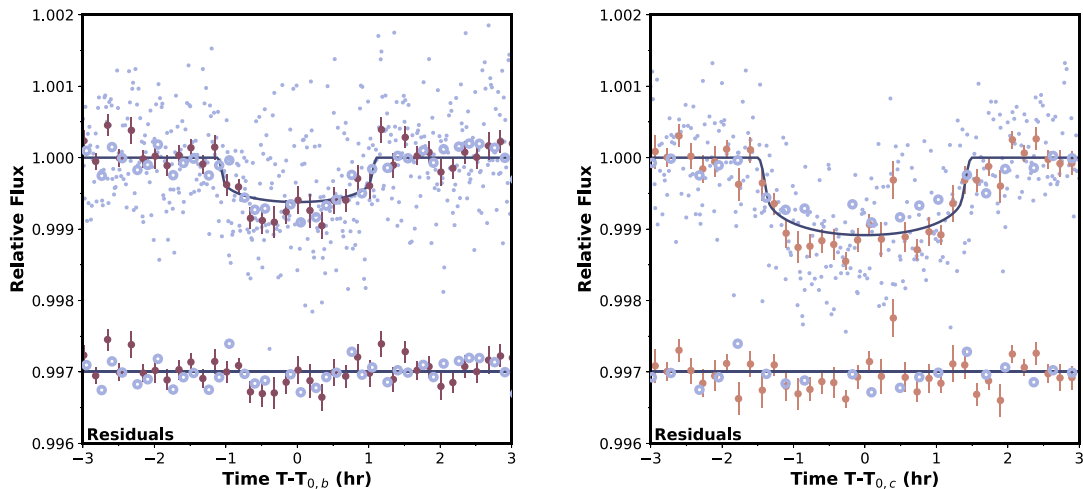 1.002
1.001
1.000
0.999
0.998
0.997
0.996
Relative Flux
Residuals
−3 −2 −1 0 1 2 3
Time T-T0,b (hr)
1.002
1.001
1.000
0.999
0.998
0.997
0.996
Relative Flux
Residuals
−3 −2 −1 0 1 2 3
Time T-T0,c (hr)